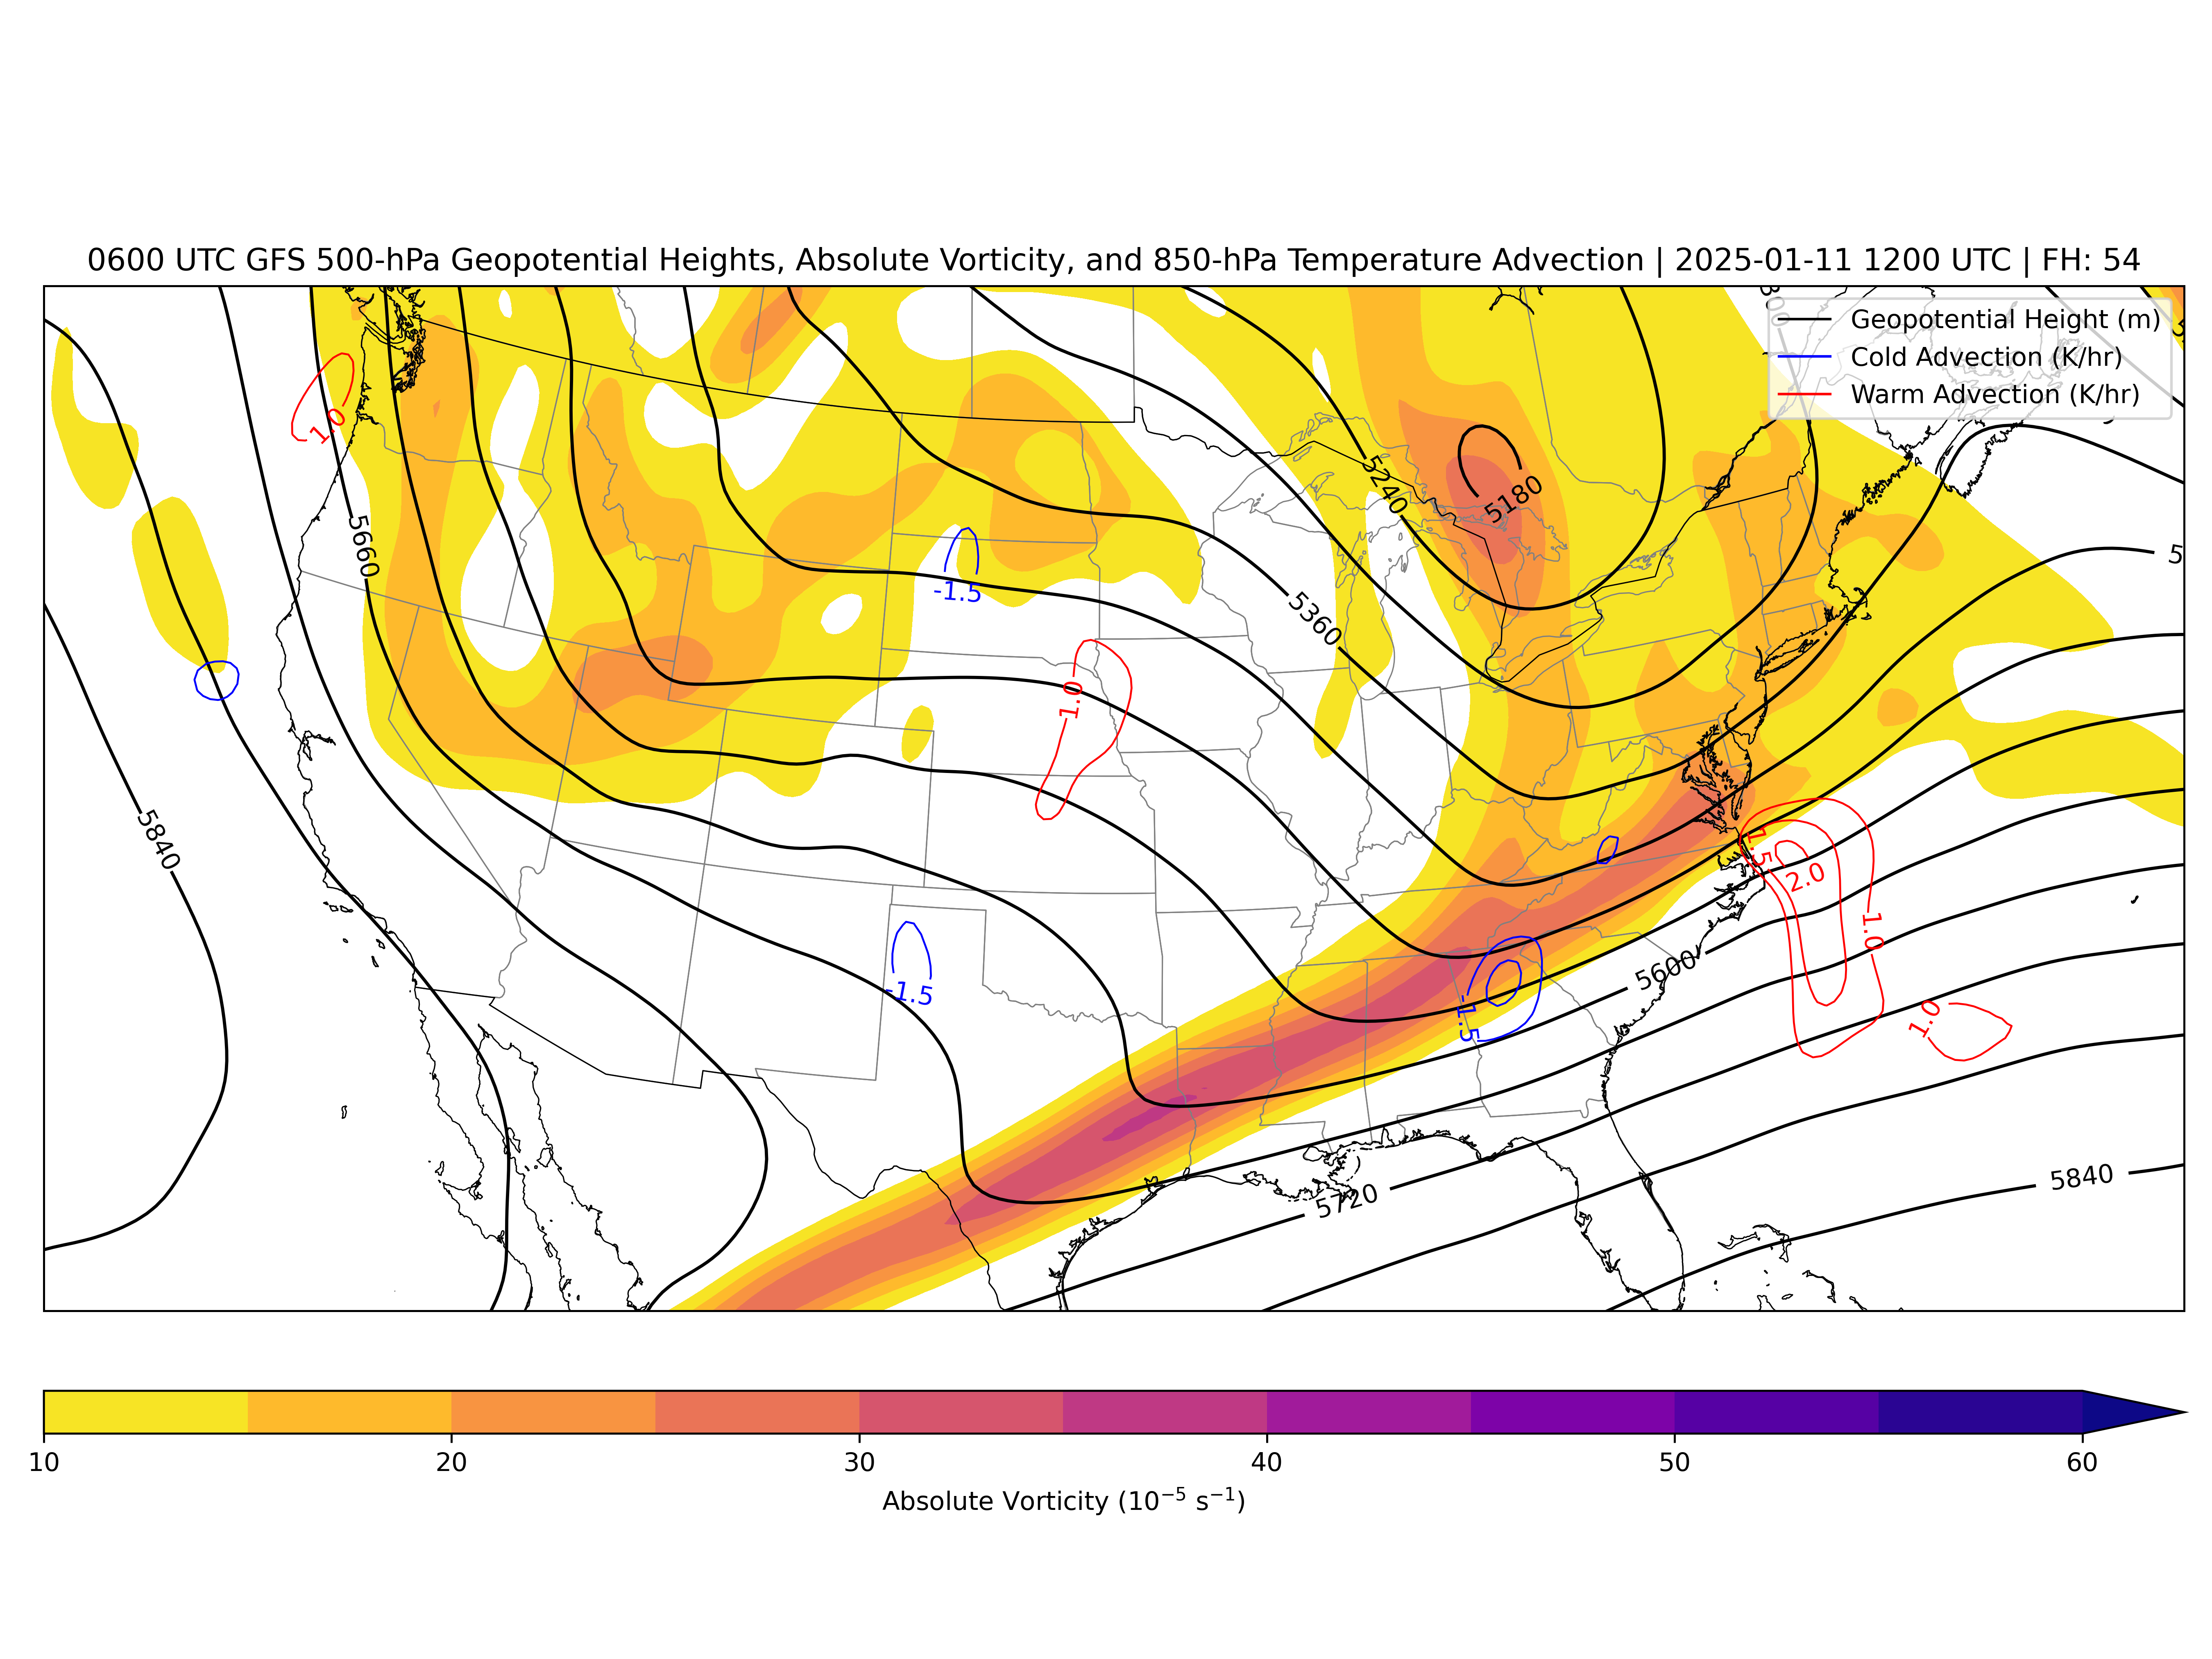 0600 UTC GFS 500-hPa Geopotential Heights, Absolute Vorticity, and 850-hPa Temperature Advection | 2025-01-11 1200 UTC | FH: 54
Geopotential Height (m)
Cold Advection (K/hr)
Warm Advection (K/hr)
1.0
5240
5180
5660
-1.5
5360
1.0
5840
1.5
2.0
1.0
5600
-1.5
-1.5
1.0
5720
5840
10 20 30 40 50 60
Absolute Vorticity (10⁻⁵ s⁻¹)